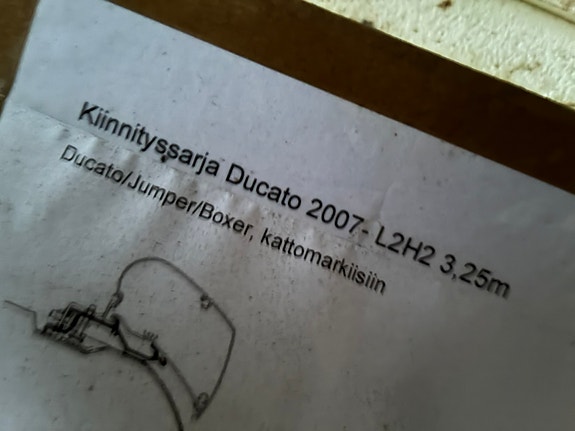 Kiinnityssarja Ducato 2007- L2H2 3,25m
Ducato/Jumper/Boxer, kattomarkiisiin